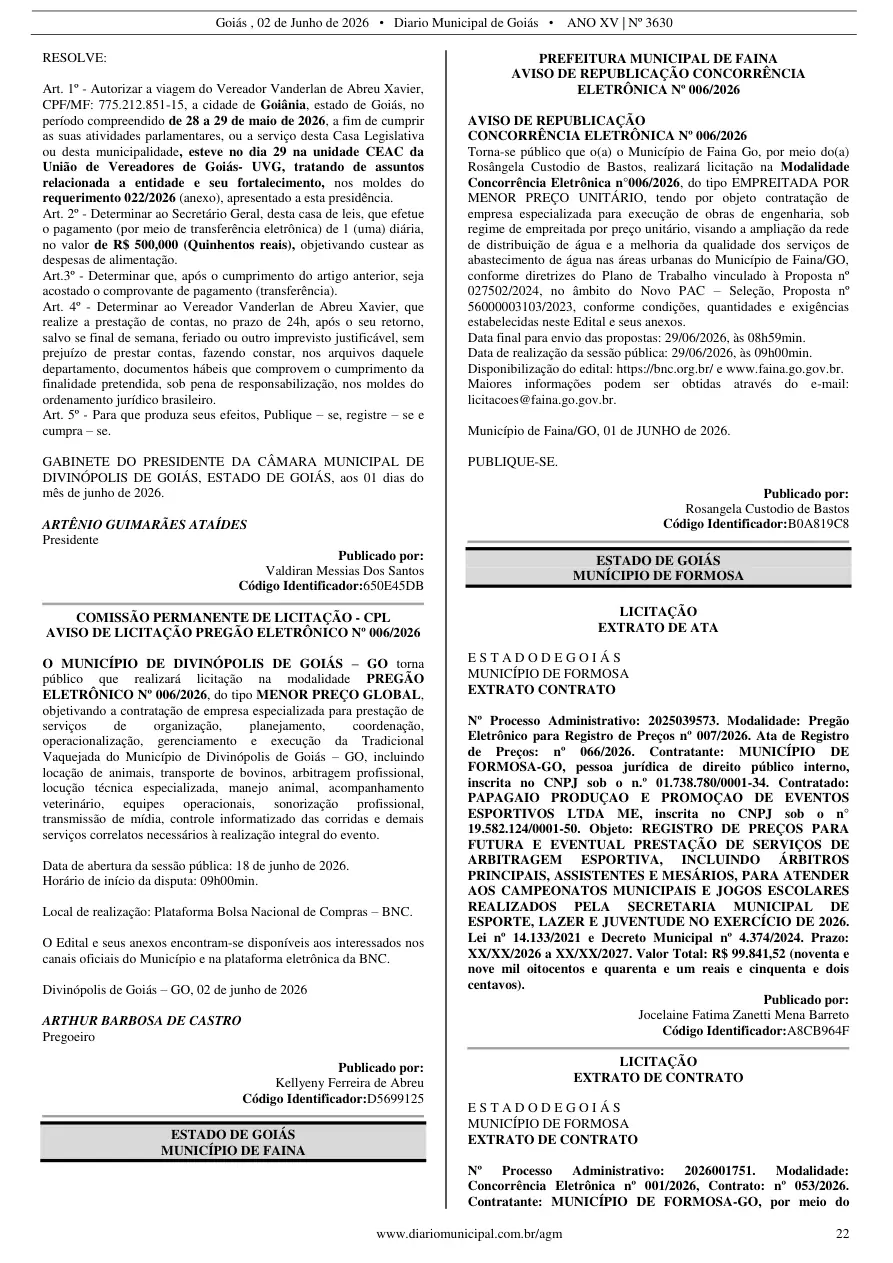 Goiás , 02 de Junho de 2026 • Diario Municipal de Goiás • ANO XV | Nº 3630
RESOLVE:
Art. 1º - Autorizar a viagem do Vereador Vanderlan de Abreu Xavier,
CPF/MF: 775.212.851-15, a cidade de Goiânia, estado de Goiás, no
período compreendido de 28 a 29 de maio de 2026, a fim de cumprir
as suas atividades parlamentares, ou a serviço desta Casa Legislativa
ou desta municipalidade, esteve no dia 29 na unidade CEAC da
União de Vereadores de Goiás- UVG, tratando de assuntos
relacionada a entidade e seu fortalecimento, nos moldes do
requerimento 022/2026 (anexo), apresentado a esta presidência.
Art. 2º - Determinar ao Secretário Geral, desta casa de leis, que efetue
o pagamento (por meio de transferência eletrônica) de 1 (uma) diária,
no valor de R$ 500,000 (Quinhentos reais), objetivando custear as
despesas de alimentação.
Art.3º - Determinar que, após o cumprimento do artigo anterior, seja
acostado o comprovante de pagamento (transferência).
Art. 4º - Determinar ao Vereador Vanderlan de Abreu Xavier, que
realize a prestação de contas, no prazo de 24h, após o seu retorno,
salvo se final de semana, feriado ou outro imprevisto justificável, sem
prejuízo de prestar contas, fazendo constar, nos arquivos daquele
departamento, documentos hábeis que comprovem o cumprimento da
finalidade pretendida, sob pena de responsabilização, nos moldes do
ordenamento jurídico brasileiro.
Art. 5º - Para que produza seus efeitos, Publique – se, registre – se e
cumpra – se.
GABINETE DO PRESIDENTE DA CÂMARA MUNICIPAL DE
DIVINÓPOLIS DE GOIÁS, ESTADO DE GOIÁS, aos 01 dias do
mês de junho de 2026.
ARTÊNIO GUIMARÃES ATAÍDES
Presidente
Publicado por:
Valdiran Messias Dos Santos
Código Identificador:650E45DB
COMISSÃO PERMANENTE DE LICITAÇÃO - CPL
AVISO DE LICITAÇÃO PREGÃO ELETRÔNICO Nº 006/2026
O MUNICÍPIO DE DIVINÓPOLIS DE GOIÁS – GO torna
público que realizará licitação na modalidade PREGÃO
ELETRÔNICO Nº 006/2026, do tipo MENOR PREÇO GLOBAL,
objetivando a contratação de empresa especializada para prestação de
serviços de organização, planejamento, coordenação,
operacionalização, gerenciamento e execução da Tradicional
Vaquejada do Município de Divinópolis de Goiás – GO, incluindo
locação de animais, transporte de bovinos, arbitragem profissional,
locução técnica especializada, manejo animal, acompanhamento
veterinário, equipes operacionais, sonorização profissional,
transmissão de mídia, controle informatizado das corridas e demais
serviços correlatos necessários à realização integral do evento.
Data de abertura da sessão pública: 18 de junho de 2026.
Horário de início da disputa: 09h00min.
Local de realização: Plataforma Bolsa Nacional de Compras – BNC.
O Edital e seus anexos encontram-se disponíveis aos interessados nos
canais oficiais do Município e na plataforma eletrônica da BNC.
Divinópolis de Goiás – GO, 02 de junho de 2026
ARTHUR BARBOSA DE CASTRO
Pregoeiro
Publicado por:
Kellyeny Ferreira de Abreu
Código Identificador:D5699125
ESTADO DE GOIÁS
MUNICÍPIO DE FAINA
PREFEITURA MUNICIPAL DE FAINA
AVISO DE REPUBLICAÇÃO CONCORRÊNCIA
ELETRÔNICA Nº 006/2026
AVISO DE REPUBLICAÇÃO
CONCORRÊNCIA ELETRÔNICA Nº 006/2026
Torna-se público que o(a) o Município de Faina Go, por meio do(a)
Rosângela Custodio de Bastos, realizará licitação na Modalidade
Concorrência Eletrônica n°006/2026, do tipo EMPREITADA POR
MENOR PREÇO UNITÁRIO, tendo por objeto contratação de
empresa especializada para execução de obras de engenharia, sob
regime de empreitada por preço unitário, visando a ampliação da rede
de distribuição de água e a melhoria da qualidade dos serviços de
abastecimento de água nas áreas urbanas do Município de Faina/GO,
conforme diretrizes do Plano de Trabalho vinculado à Proposta nº
027502/2024, no âmbito do Novo PAC – Seleção, Proposta nº
56000003103/2023, conforme condições, quantidades e exigências
estabelecidas neste Edital e seus anexos.
Data final para envio das propostas: 29/06/2026, às 08h59min.
Data de realização da sessão pública: 29/06/2026, às 09h00min.
Disponibilização do edital: https://bnc.org.br/ e www.faina.go.gov.br.
Maiores informações podem ser obtidas através do e-mail:
licitacoes@faina.go.gov.br.
Município de Faina/GO, 01 de JUNHO de 2026.
PUBLIQUE-SE.
Publicado por:
Rosangela Custodio de Bastos
Código Identificador:B0A819C8
ESTADO DE GOIÁS
MUNÍCIPIO DE FORMOSA
LICITAÇÃO
EXTRATO DE ATA
E S T A D O D E G O I Á S
MUNICÍPIO DE FORMOSA
EXTRATO CONTRATO
Nº Processo Administrativo: 2025039573. Modalidade: Pregão
Eletrônico para Registro de Preços nº 007/2026. Ata de Registro
de Preços: nº 066/2026. Contratante: MUNICÍPIO DE
FORMOSA-GO, pessoa jurídica de direito público interno,
inscrita no CNPJ sob o n.º 01.738.780/0001-34. Contratado:
PAPAGAIO PRODUÇAO E PROMOÇAO DE EVENTOS
ESPORTIVOS LTDA ME, inscrita no CNPJ sob o n°
19.582.124/0001-50. Objeto: REGISTRO DE PREÇOS PARA
FUTURA E EVENTUAL PRESTAÇÃO DE SERVIÇOS DE
ARBITRAGEM ESPORTIVA, INCLUINDO ÁRBITROS
PRINCIPAIS, ASSISTENTES E MESÁRIOS, PARA ATENDER
AOS CAMPEONATOS MUNICIPAIS E JOGOS ESCOLARES
REALIZADOS PELA SECRETARIA MUNICIPAL DE
ESPORTE, LAZER E JUVENTUDE NO EXERCÍCIO DE 2026.
Lei nº 14.133/2021 e Decreto Municipal nº 4.374/2024. Prazo:
XX/XX/2026 a XX/XX/2027. Valor Total: R$ 99.841,52 (noventa e
nove mil oitocentos e quarenta e um reais e cinquenta e dois
centavos).
Publicado por:
Jocelaine Fatima Zanetti Mena Barreto
Código Identificador:A8CB964F
LICITAÇÃO
EXTRATO DE CONTRATO
E S T A D O D E G O I Á S
MUNICÍPIO DE FORMOSA
EXTRATO DE CONTRATO
Nº Processo Administrativo: 2026001751. Modalidade:
Concorrência Eletrônica nº 001/2026, Contrato: nº 053/2026.
Contratante: MUNICÍPIO DE FORMOSA-GO, por meio do
www.diariomunicipal.com.br/agm 22